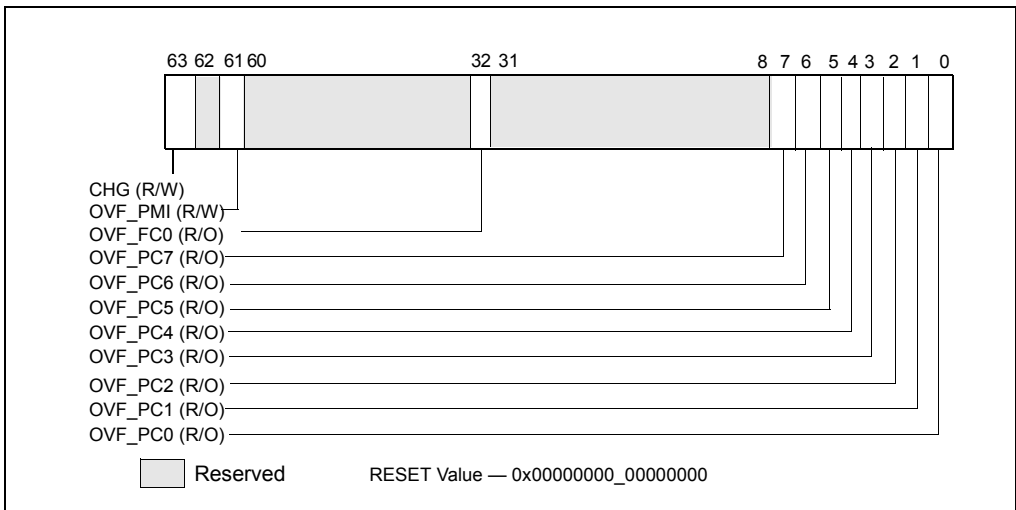 63 62 61 60 32 31 8 7 6 5 4 3 2 1 0
CHG (R/W)
OVF_PMI (R/W)
OVF_FC0 (R/O)
OVF_PC7 (R/O)
OVF_PC6 (R/O)
OVF_PC5 (R/O)
OVF_PC4 (R/O)
OVF_PC3 (R/O)
OVF_PC2 (R/O)
OVF_PC1 (R/O)
OVF_PC0 (R/O)
Reserved RESET Value — 0x00000000_00000000